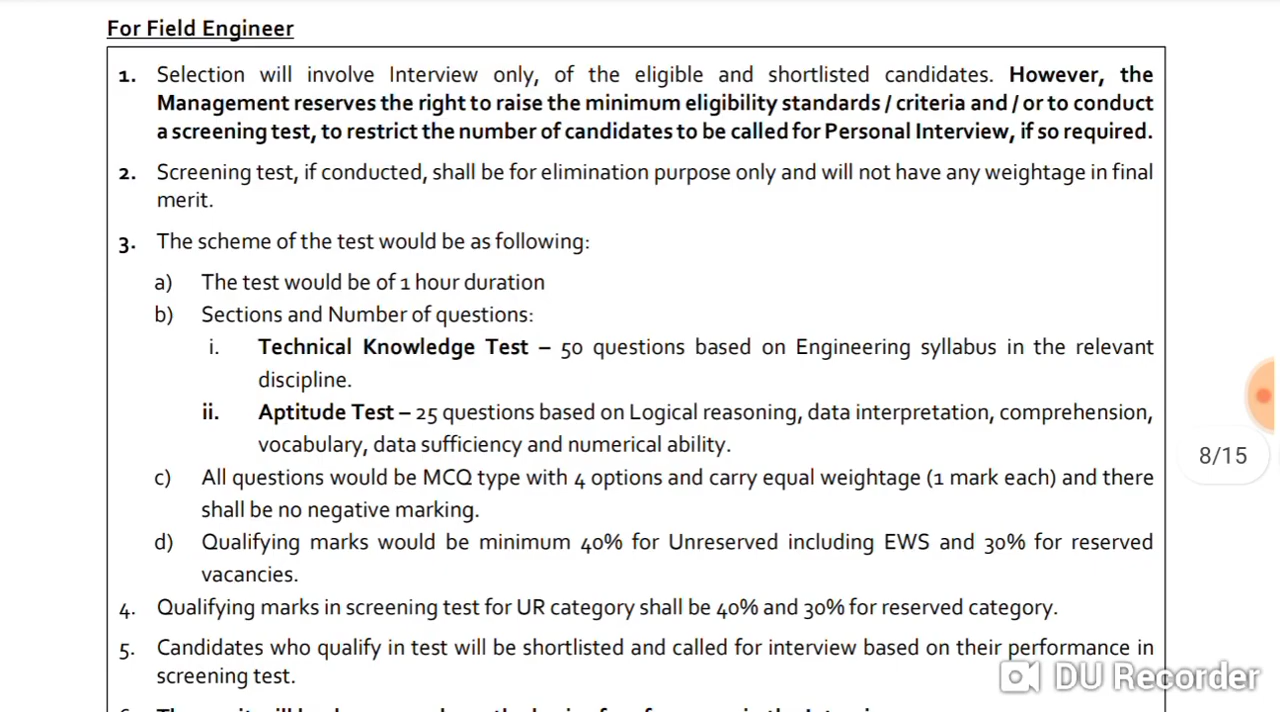 For Field Engineer
1. Selection will involve Interview only, of the eligible and shortlisted candidates. However, the
Management reserves the right to raise the minimum eligibility standards / criteria and / or to conduct
a screening test, to restrict the number of candidates to be called for Personal Interview, if so required.
2. Screening test, if conducted, shall be for elimination purpose only and will not have any weightage in final
merit.
3. The scheme of the test would be as following:
a) The test would be of 1 hour duration
b) Sections and Number of questions:
i. Technical Knowledge Test – 50 questions based on Engineering syllabus in the relevant
discipline.
ii. Aptitude Test – 25 questions based on Logical reasoning, data interpretation, comprehension,
vocabulary, data sufficiency and numerical ability.
8/15
c) All questions would be MCQ type with 4 options and carry equal weightage (1 mark each) and there
shall be no negative marking.
d) Qualifying marks would be minimum 40% for Unreserved including EWS and 30% for reserved
vacancies.
4. Qualifying marks in screening test for UR category shall be 40% and 30% for reserved category.
5. Candidates who qualify in test will be shortlisted and called for interview based on their performance in
screening test.
DU Recorder